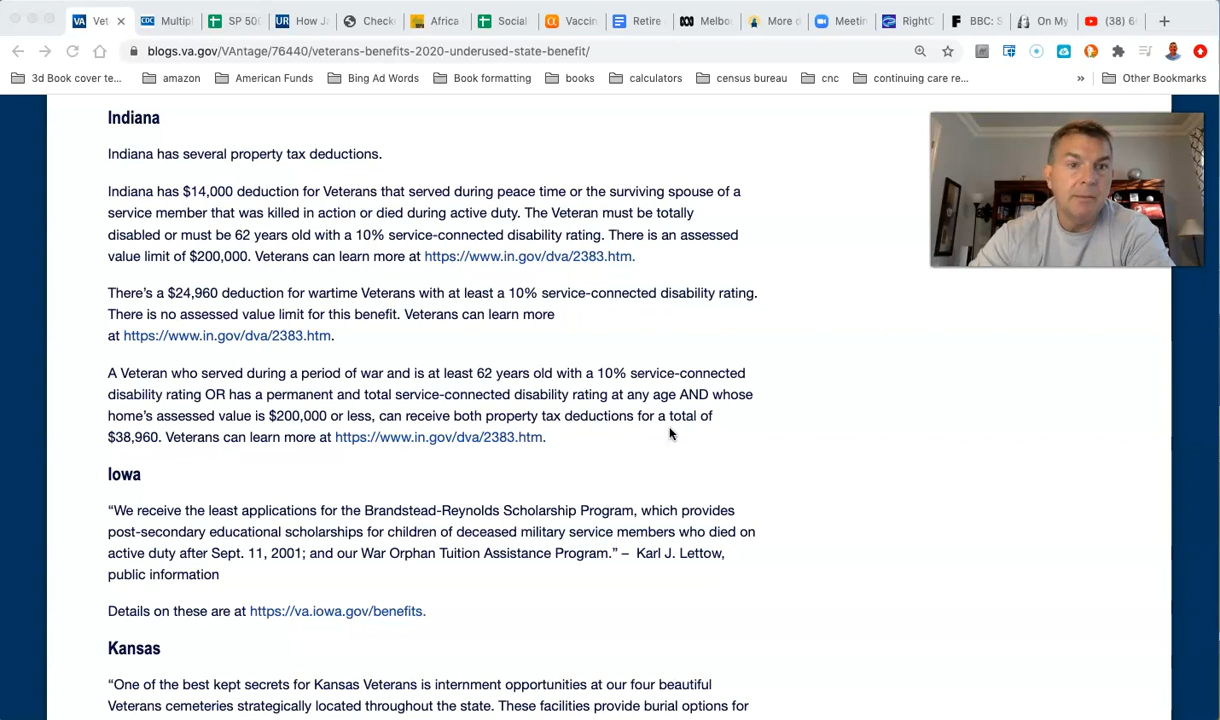 Vet
Multipl
SP 500
How Ja
Checke
Africa
Social
Vaccin
Retire
Melbou
More d
Meetin
RightC
BBC: S
On My
(38) 6
blogs.va.gov/VAntage/76440/veterans-benefits-2020-underused-state-benefit/
3d Book cover te...
amazon
American Funds
Bing Ad Words
Book formatting
books
calculators
census bureau
cnc
continuing care re...
»
Other Bookmarks
Indiana
Indiana has several property tax deductions.
Indiana has $14,000 deduction for Veterans that served during peace time or the surviving spouse of a
service member that was killed in action or died during active duty. The Veteran must be totally
disabled or must be 62 years old with a 10% service-connected disability rating. There is an assessed
value limit of $200,000. Veterans can learn more at https://www.in.gov/dva/2383.htm.
There’s a $24,960 deduction for wartime Veterans with at least a 10% service-connected disability rating.
There is no assessed value limit for this benefit. Veterans can learn more
at https://www.in.gov/dva/2383.htm.
A Veteran who served during a period of war and is at least 62 years old with a 10% service-connected
disability rating OR has a permanent and total service-connected disability rating at any age AND whose
home’s assessed value is $200,000 or less, can receive both property tax deductions for a total of
$38,960. Veterans can learn more at https://www.in.gov/dva/2383.htm.
Iowa
“We receive the least applications for the Brandstead-Reynolds Scholarship Program, which provides
post-secondary educational scholarships for children of deceased military service members who died on
active duty after Sept. 11, 2001; and our War Orphan Tuition Assistance Program.” – Karl J. Lettow,
public information
Details on these are at https://va.iowa.gov/benefits.
Kansas
“One of the best kept secrets for Kansas Veterans is internment opportunities at our four beautiful
Veterans cemeteries strategically located throughout the state. These facilities provide burial options for